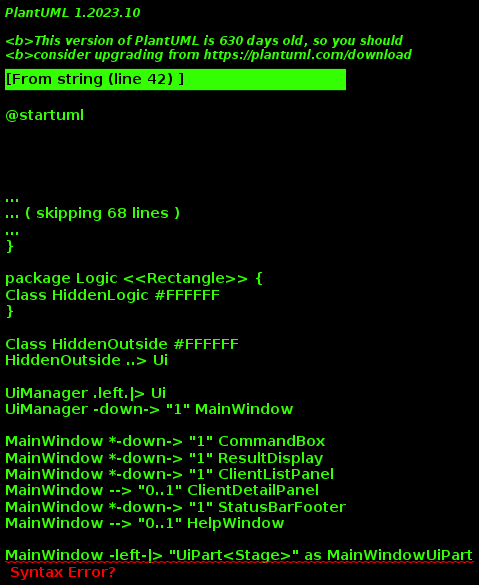 PlantUML 1.2023.10
<b>This version of PlantUML is 630 days old, so you should
<b>consider upgrading from https://plantuml.com/download
[From string (line 42) ]
@startuml
...
... ( skipping 68 lines )
...
}
package Logic <<Rectangle>> {
Class HiddenLogic #FFFFFF
}
Class HiddenOutside #FFFFFF
HiddenOutside ..> Ui
UiManager .left.|> Ui
UiManager -down-> "1" MainWindow
MainWindow *-down-> "1" CommandBox
MainWindow *-down-> "1" ResultDisplay
MainWindow *-down-> "1" ClientListPanel
MainWindow --> "0..1" ClientDetailPanel
MainWindow *-down-> "1" StatusBarFooter
MainWindow --> "0..1" HelpWindow
MainWindow -left-|> "UiPart<Stage>" as MainWindowUiPart
Syntax Error?